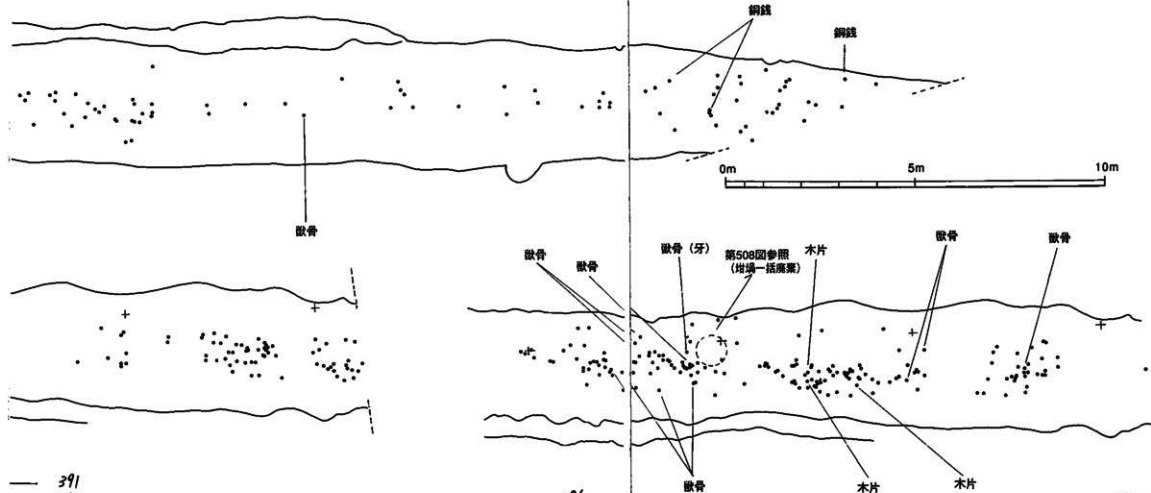 銅銭
銅銭
0m 5m 10m
獣骨
獣骨
獣骨
獣骨（牙）
第508図参照
（坩堝一括廃棄）
木片
獣骨
獣骨
獣骨
木片
木片
391